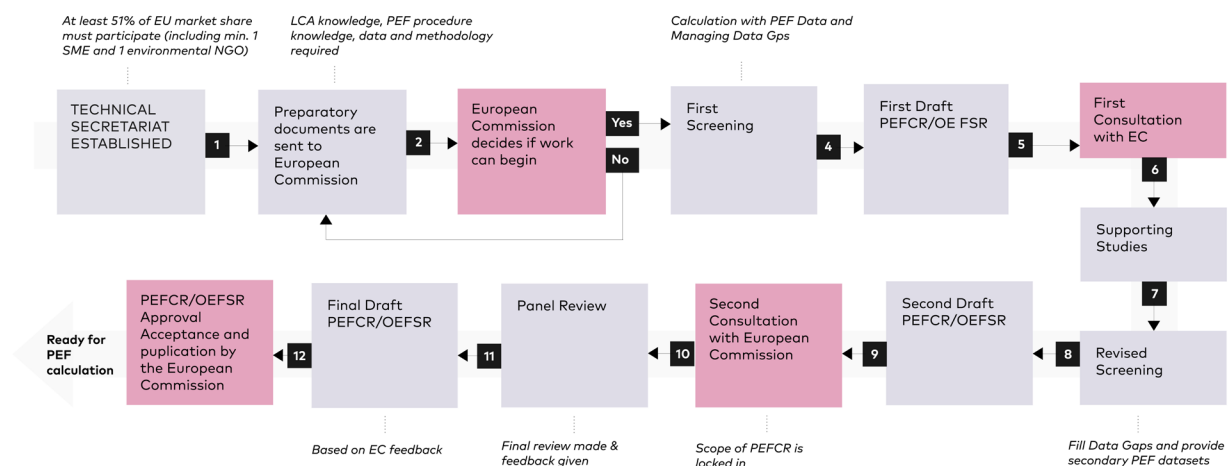 At least 51% of EU market share
must participate (including min. 1
SME and 1 environmental NGO)
LCA knowledge, PEF procedure
knowledge, data and methodology
required
Calculation with PEF Data and
Managing Data Gps
TECHNICAL
SECRETARIAT
ESTABLISHED
1
Preparatory
documents are
sent to
European
Commission
2
European
Commission
decides if work
can begin
Yes
No
First
Screening
4
First Draft
PEFCR/OE FSR
5
First
Consultation
with EC
6
Supporting
Studies
7
Revised
Screening
8
Second Draft
PEFCR/OEFSR
9
Second
Consultation
with European
Commission
10
Panel Review
11
Final Draft
PEFCR/OEFSR
12
PEFCR/OEFSR
Approval
Acceptance and
puplication by
the European
Commission
Ready for
PEF
calculation
Based on EC feedback
Final review made &
feedback given
Scope of PEFCR is
locked in
Fill Data Gaps and provide
secondary PEF datasets